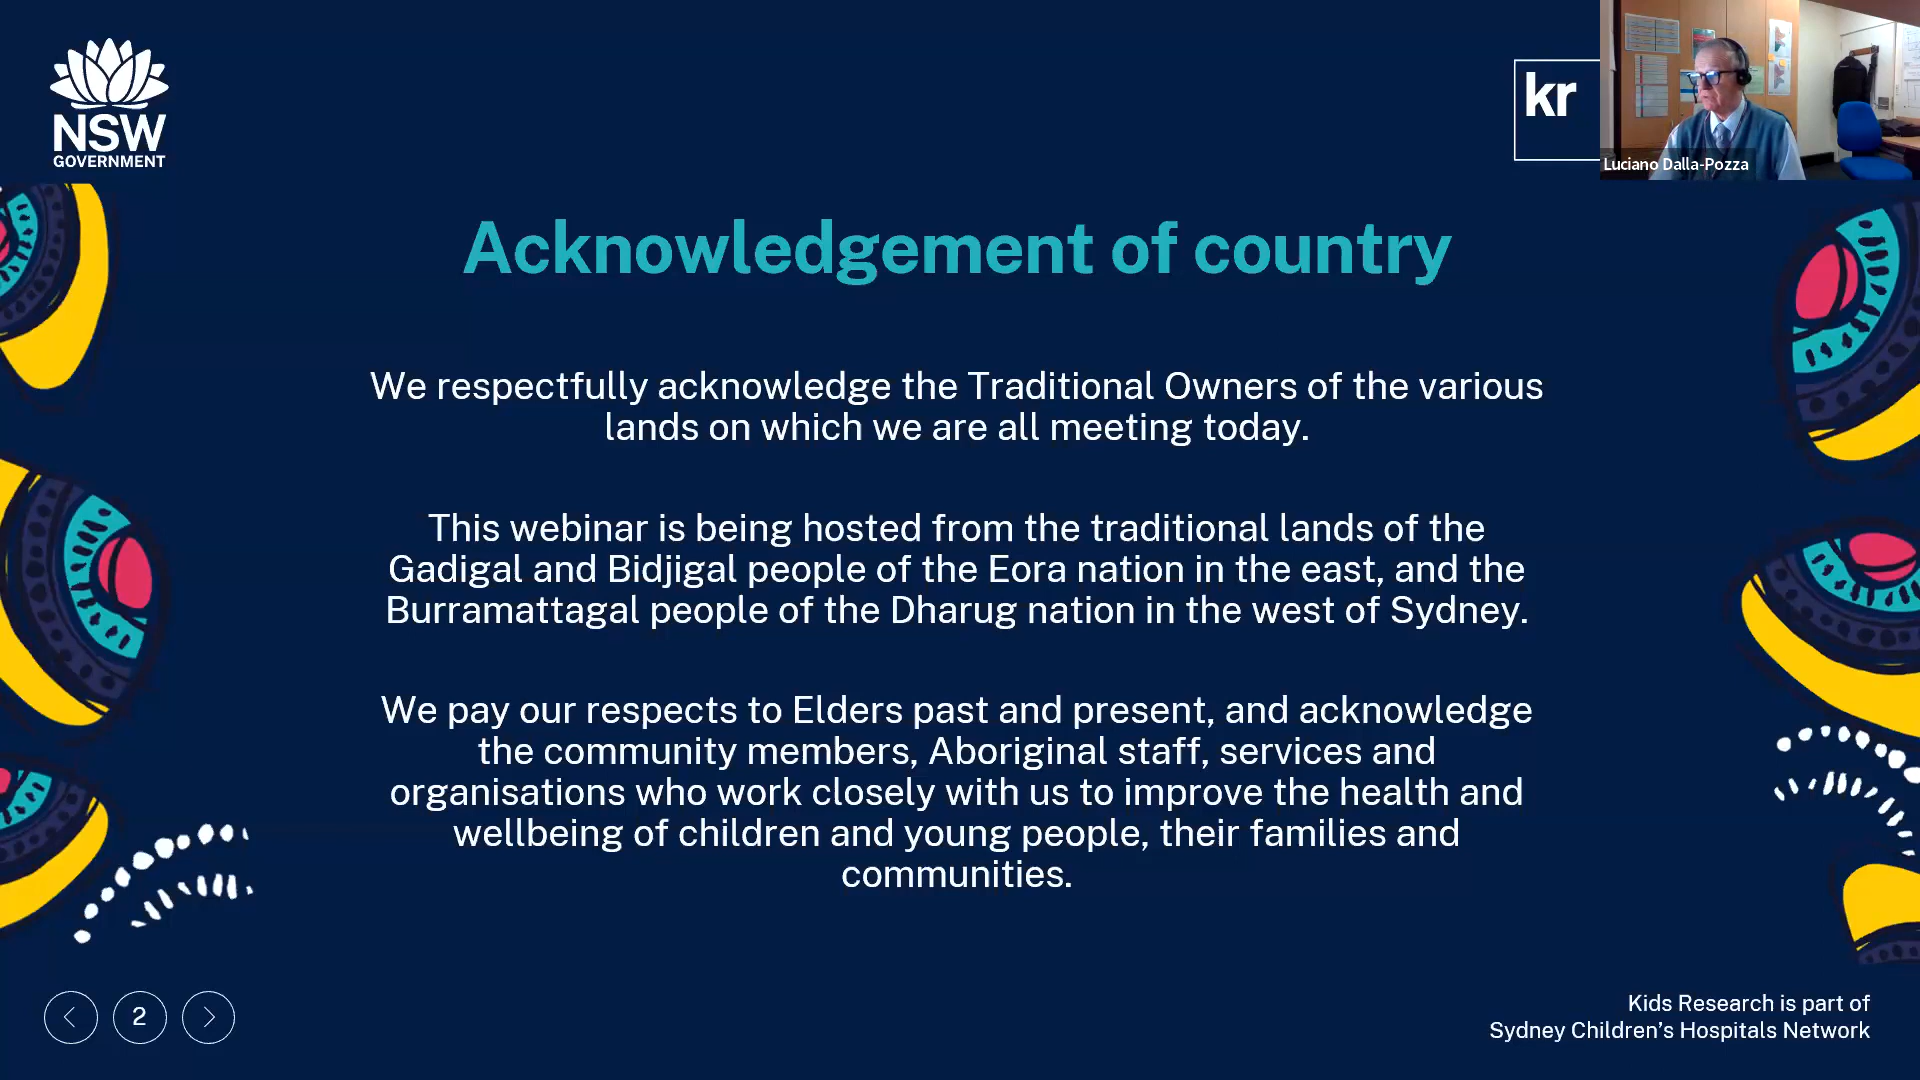 NSW
GOVERNMENT
kr
Luciano Dalla-Pozza
Acknowledgement of country
We respectfully acknowledge the Traditional Owners of the various
lands on which we are all meeting today.
This webinar is being hosted from the traditional lands of the
Gadigal and Bidjigal people of the Eora nation in the east, and the
Burramattagal people of the Dharug nation in the west of Sydney.
We pay our respects to Elders past and present, and acknowledge
the community members, Aboriginal staff, services and
organisations who work closely with us to improve the health and
wellbeing of children and young people, their families and
communities.
2
Kids Research is part of
Sydney Children's Hospitals Network